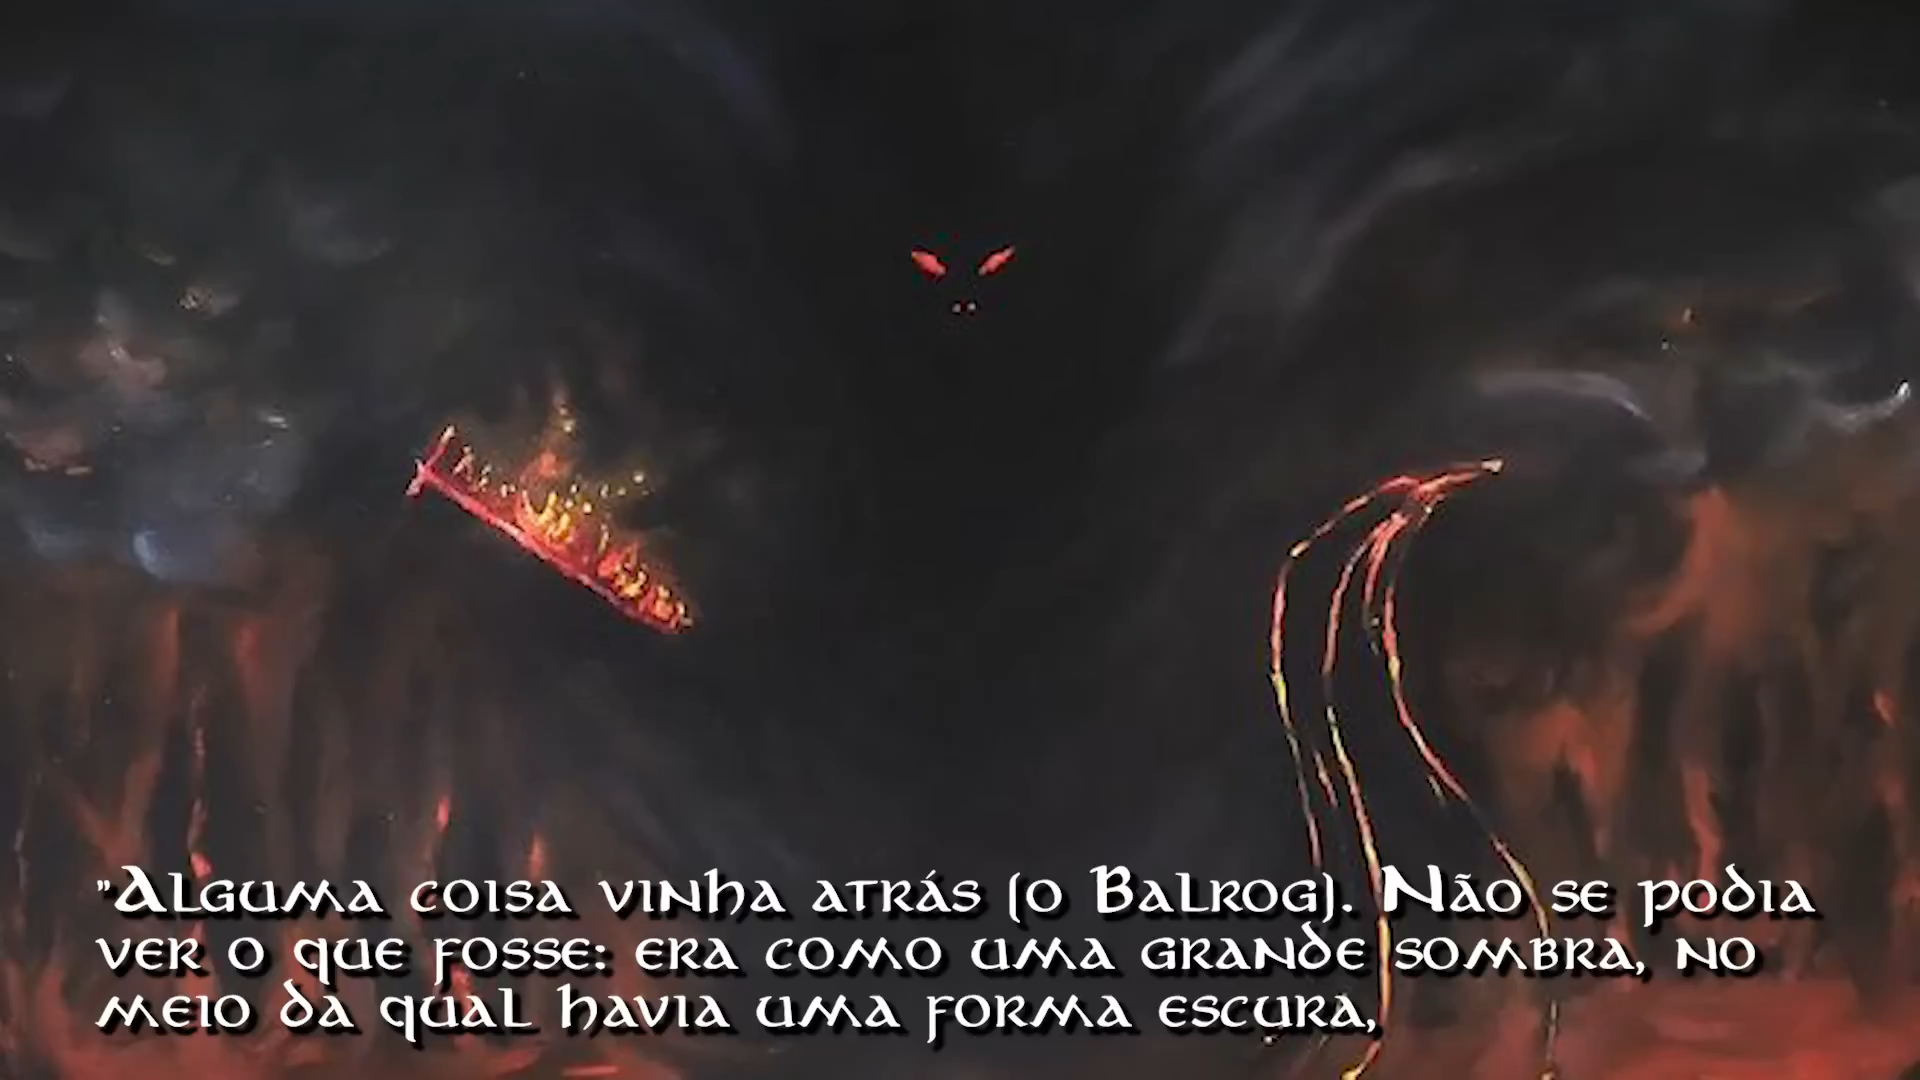 "Alguma coisa vinha atrás (o Balrog). Não se podia
ver o que fosse: era como uma grande sombra, no
meio da qual havia uma forma escura,